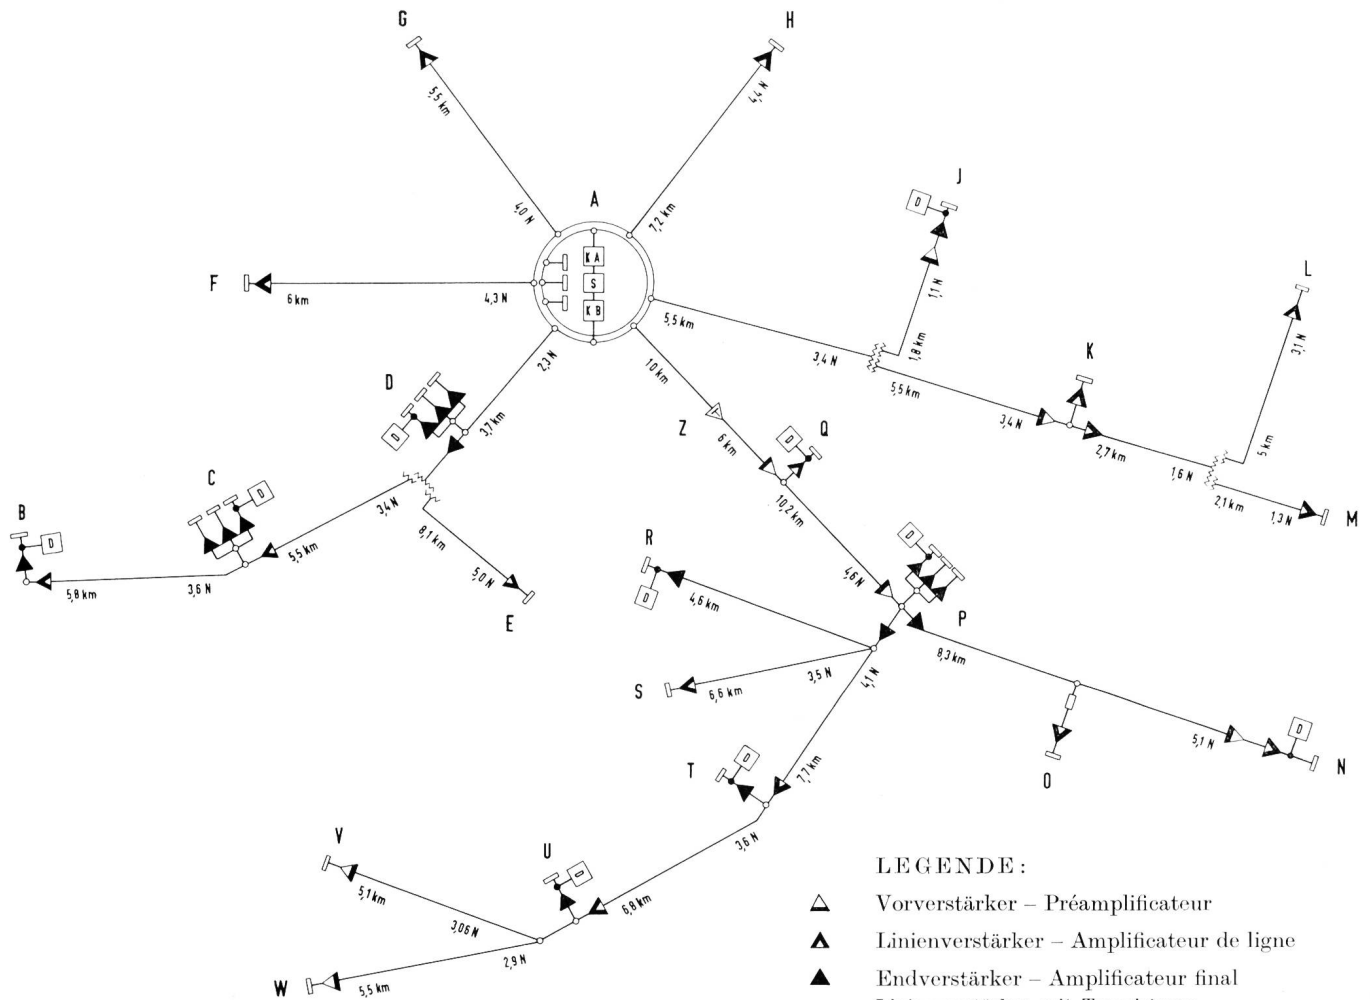 G
H
5,5 km
4,4 N
J
D
A
4,0 N
7,2 km
L
KA
F
S
6 km
4,3 N
KB
1,1 N
5,5 km
1,8 km
3,1 N
2,3 N
3,4 N
K
10 km
D
5,5 km
3,7 km
3,4 N
Z
6 km
D
Q
2,7 km
5 km
D
C
D
1,6 N
2,1 km
1,3 N
M
3,4 N
10,2 km
B
D
8,1 km
5,5 km
R
D
5,8 km
3,6 N
5,0 N
4,6 N
E
D
4,6 km
P
8,3 km
S
6,6 km
3,5 N
4,1 N
D
5,1 N
N
T
D
7,7 km
O
V
3,6 N
U
D
5,1 km
6,8 km
3,06 N
2,9 N
W
5,5 km
LEGENDE:
Vorverstärker – Préamplificateur
Linienverstärker – Amplificateur de ligne
Endverstärker – Amplificateur final